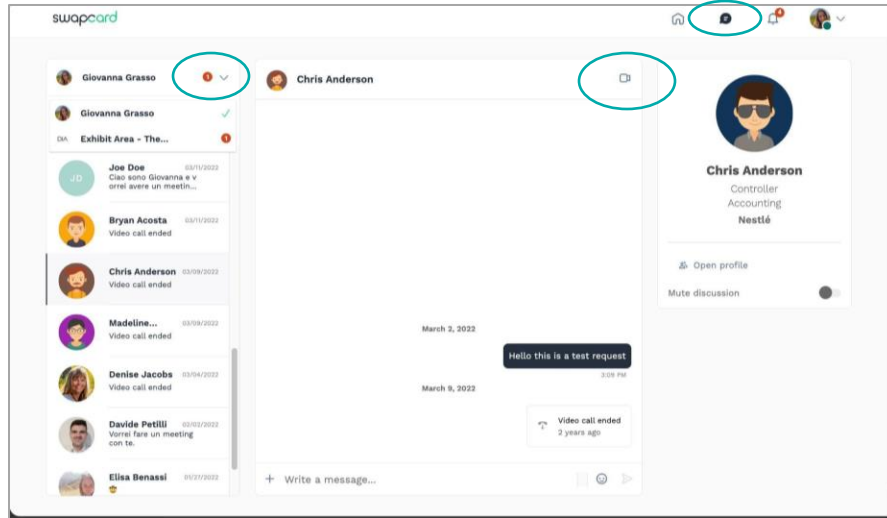 swapcard
4
Giovanna Grasso 1
Chris Anderson
Giovanna Grasso
Exhibit Area - The... 1
JD
Joe Doe 03/11/2022
Ciao sono Giovanna e v
orrei avere un meetin...
Bryan Acosta 03/11/2022
Video call ended
Chris Anderson 03/09/2022
Video call ended
Madeline... 03/09/2022
Video call ended
Denise Jacobs 03/04/2022
Video call ended
Davide Petilli 02/02/2022
Vorrei fare un meeting
con te.
Elisa Benassi 01/27/2022
March 2, 2022
Hello this is a test request
3:09 PM
March 9, 2022
Video call ended
2 years ago
+ Write a message...
Chris Anderson
Controller
Accounting
Nestlé
Open profile
Mute discussion